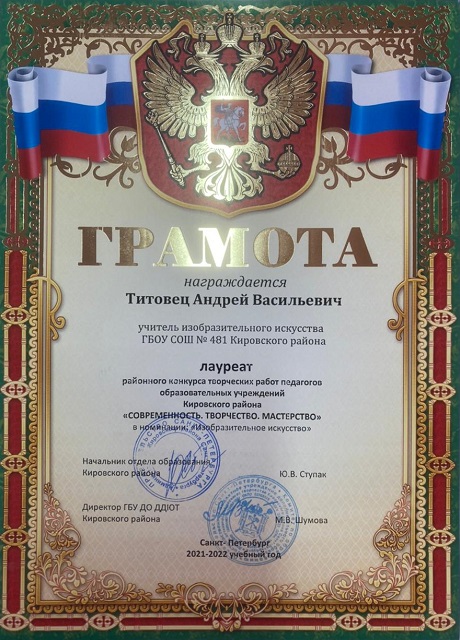 ГРАМОТА
награждается
Титовец Андрей Васильевич
учитель изобразительного искусства
ГБОУ СОШ № 481 Кировского района
лауреат
районного конкурса творческих работ педагогов
образовательных учреждений
Кировского района
«СОВРЕМЕННОСТЬ. ТВОРЧЕСТВО. МАСТЕРСТВО»
в номинации: «Изобразительное искусство»
Начальник отдела образования
Кировского района Ю.В. Ступак
Директор ГБУ ДО ДДЮТ
Кировского района М.В. Шумова
Санкт- Петербург
2021-2022 учебный год